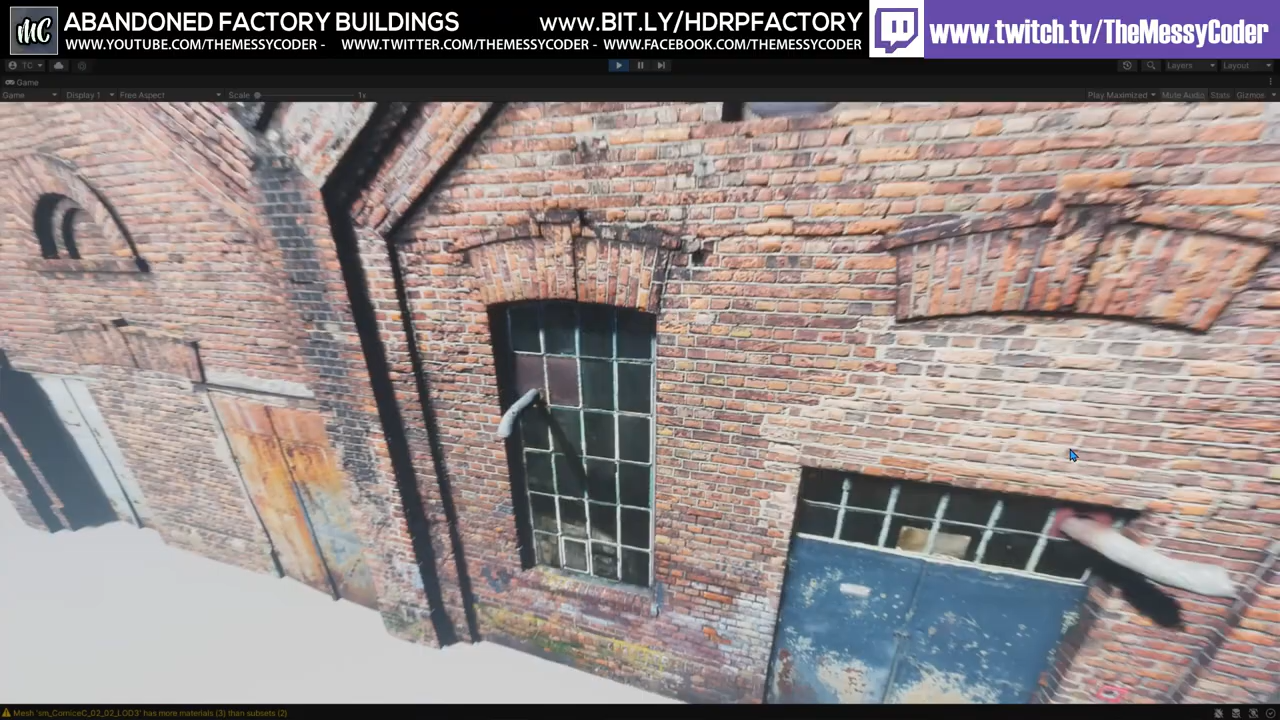 MC
ABANDONED FACTORY BUILDINGS
www.BIT.LY/HDRPFACTORY
www.YOUTUBE.COM/THEMESSYCODER - www.TWITTER.COM/THEMESSYCODER - www.FACEBOOK.COM/THEMESSYCODER
www.twitch.tv/TheMessyCoder
TC
Layers
Layout
Game
Game
Display 1
Free Aspect
Scale
1x
Play Maximized
Mute Audio
Stats
Gizmos
Mesh 'sm_CorniceC_02_02_LOD3' has more materials (3) than subsets (2)